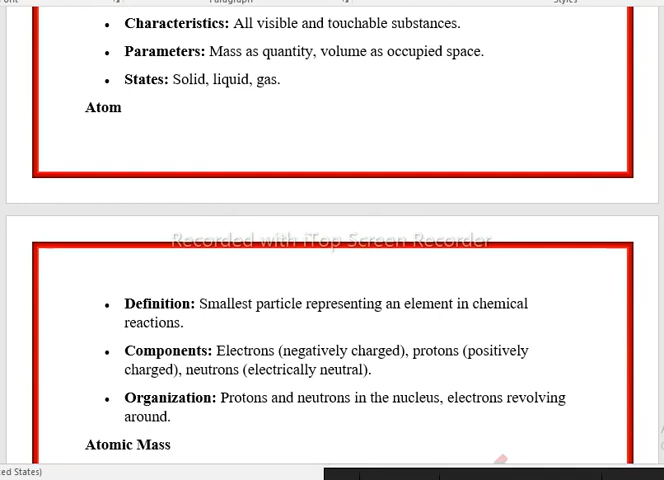 Paragraph
Styles
• Characteristics: All visible and touchable substances.
• Parameters: Mass as quantity, volume as occupied space.
• States: Solid, liquid, gas.
Atom
Recorded with iTop Screen Recorder
• Definition: Smallest particle representing an element in chemical
reactions.
• Components: Electrons (negatively charged), protons (positively
charged), neutrons (electrically neutral).
• Organization: Protons and neutrons in the nucleus, electrons revolving
around.
Atomic Mass
ed States)